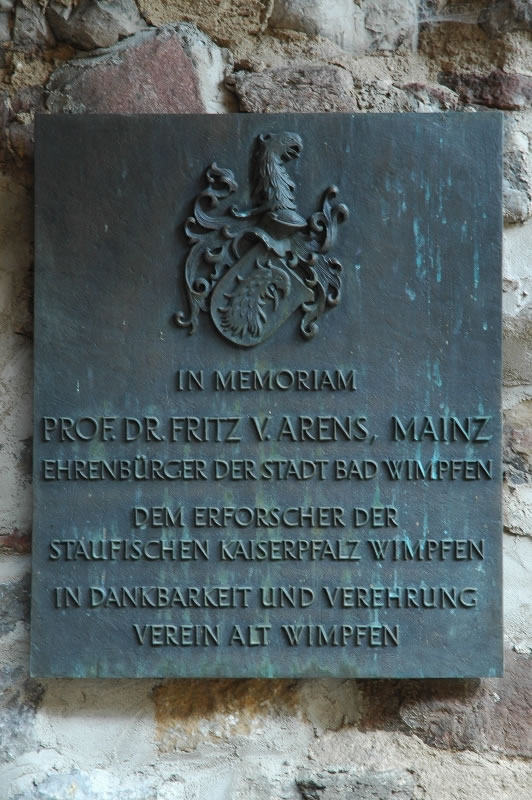 IN MEMORIAM
PROF. DR. FRITZ V. ARENS, MAINZ
EHRENBÜRGER DER STADT BAD WIMPFEN
DEM ERFORSCHER DER
STAUFISCHEN KAISERPFALZ WIMPFEN
IN DANKBARKEIT UND VEREHRUNG
VEREIN ALT WIMPFEN